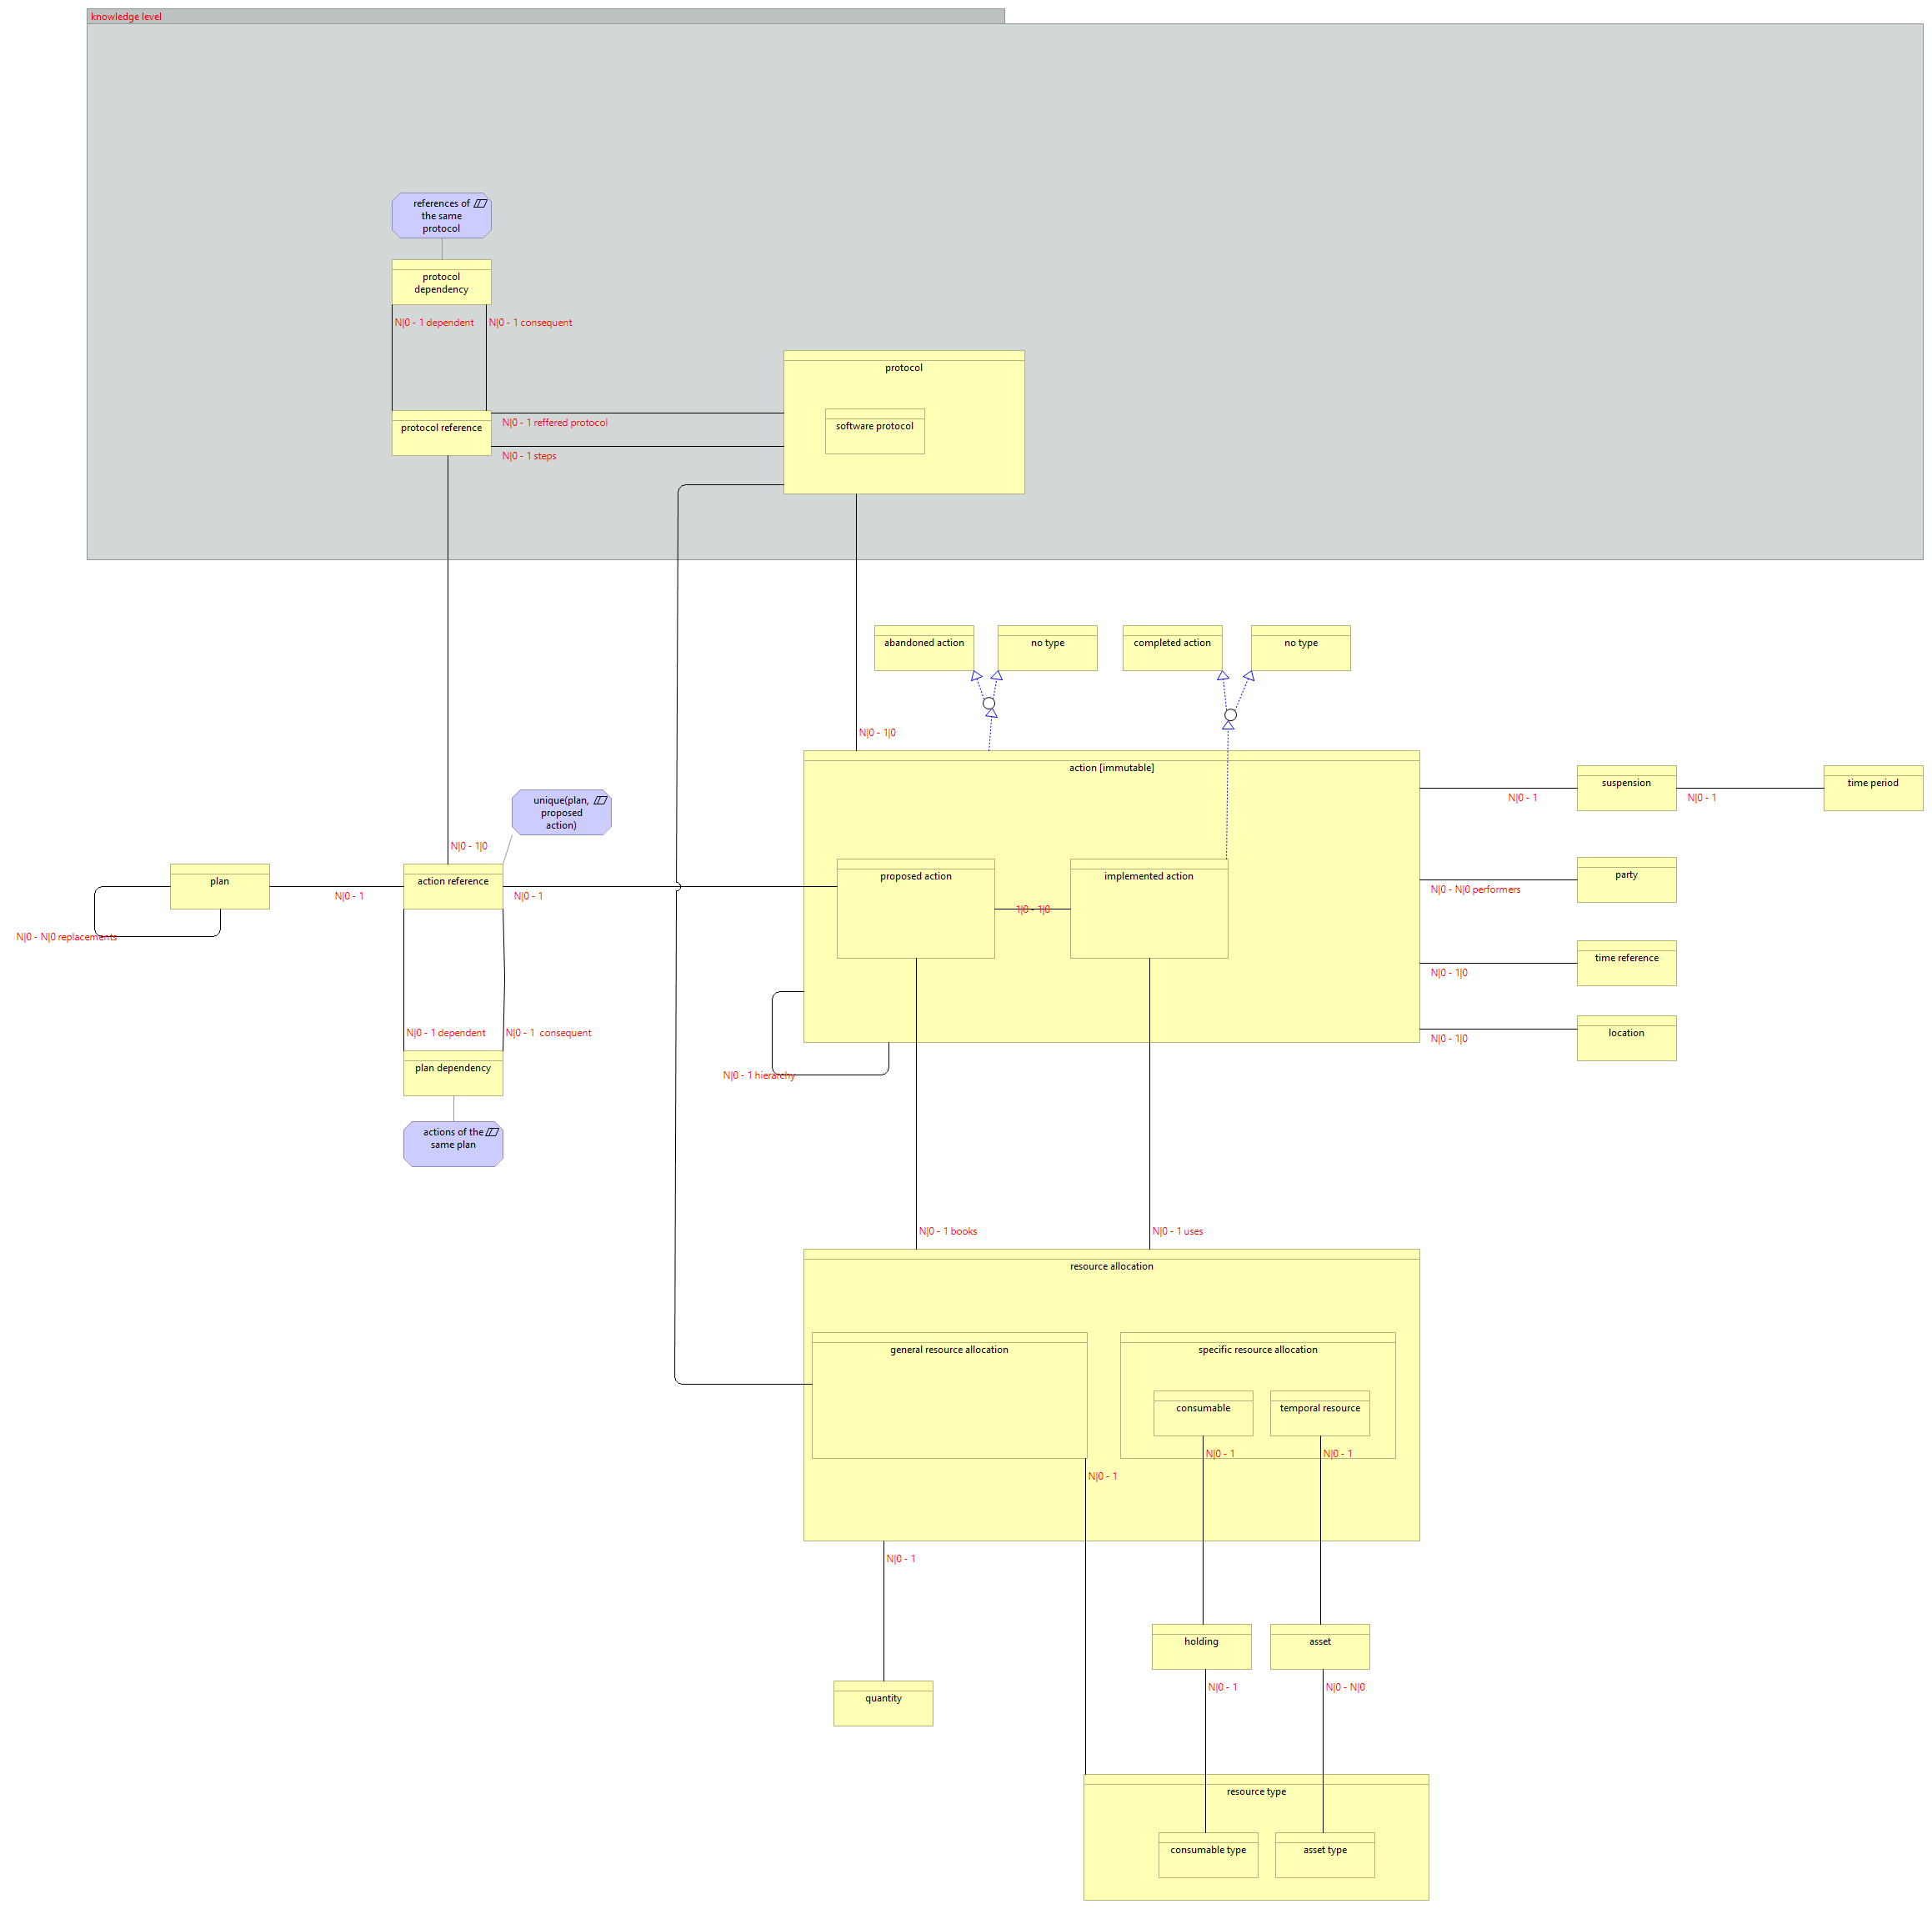 knowledge level
references of
the same
protocol
protocol
dependency
N|0 - 1 dependent
N|0 - 1 consequent
protocol
software protocol
protocol reference
N|0 - 1 reffered protocol
N|0 - 1 steps
abandoned action
no type
completed action
no type
N|0 - 1|0
action [immutable]
suspension
time period
N|0 - 1
N|0 - 1
unique(plan,
proposed
action)
N|0 - 1|0
plan
action reference
proposed action
implemented action
party
N|0 - 1
N|0 - 1
N|0 - N|0 performers
1|0 - 1|0
N|0 - N|0 replacements
time reference
N|0 - 1|0
N|0 - 1 dependent
N|0 - 1  consequent
location
N|0 - 1|0
plan dependency
N|0 - 1 hierarchy
actions of the
same plan
N|0 - 1 books
N|0 - 1 uses
resource allocation
general resource allocation
specific resource allocation
consumable
temporal resource
N|0 - 1
N|0 - 1
N|0 - 1
N|0 - 1
holding
asset
N|0 - 1
N|0 - N|0
quantity
resource type
consumable type
asset type